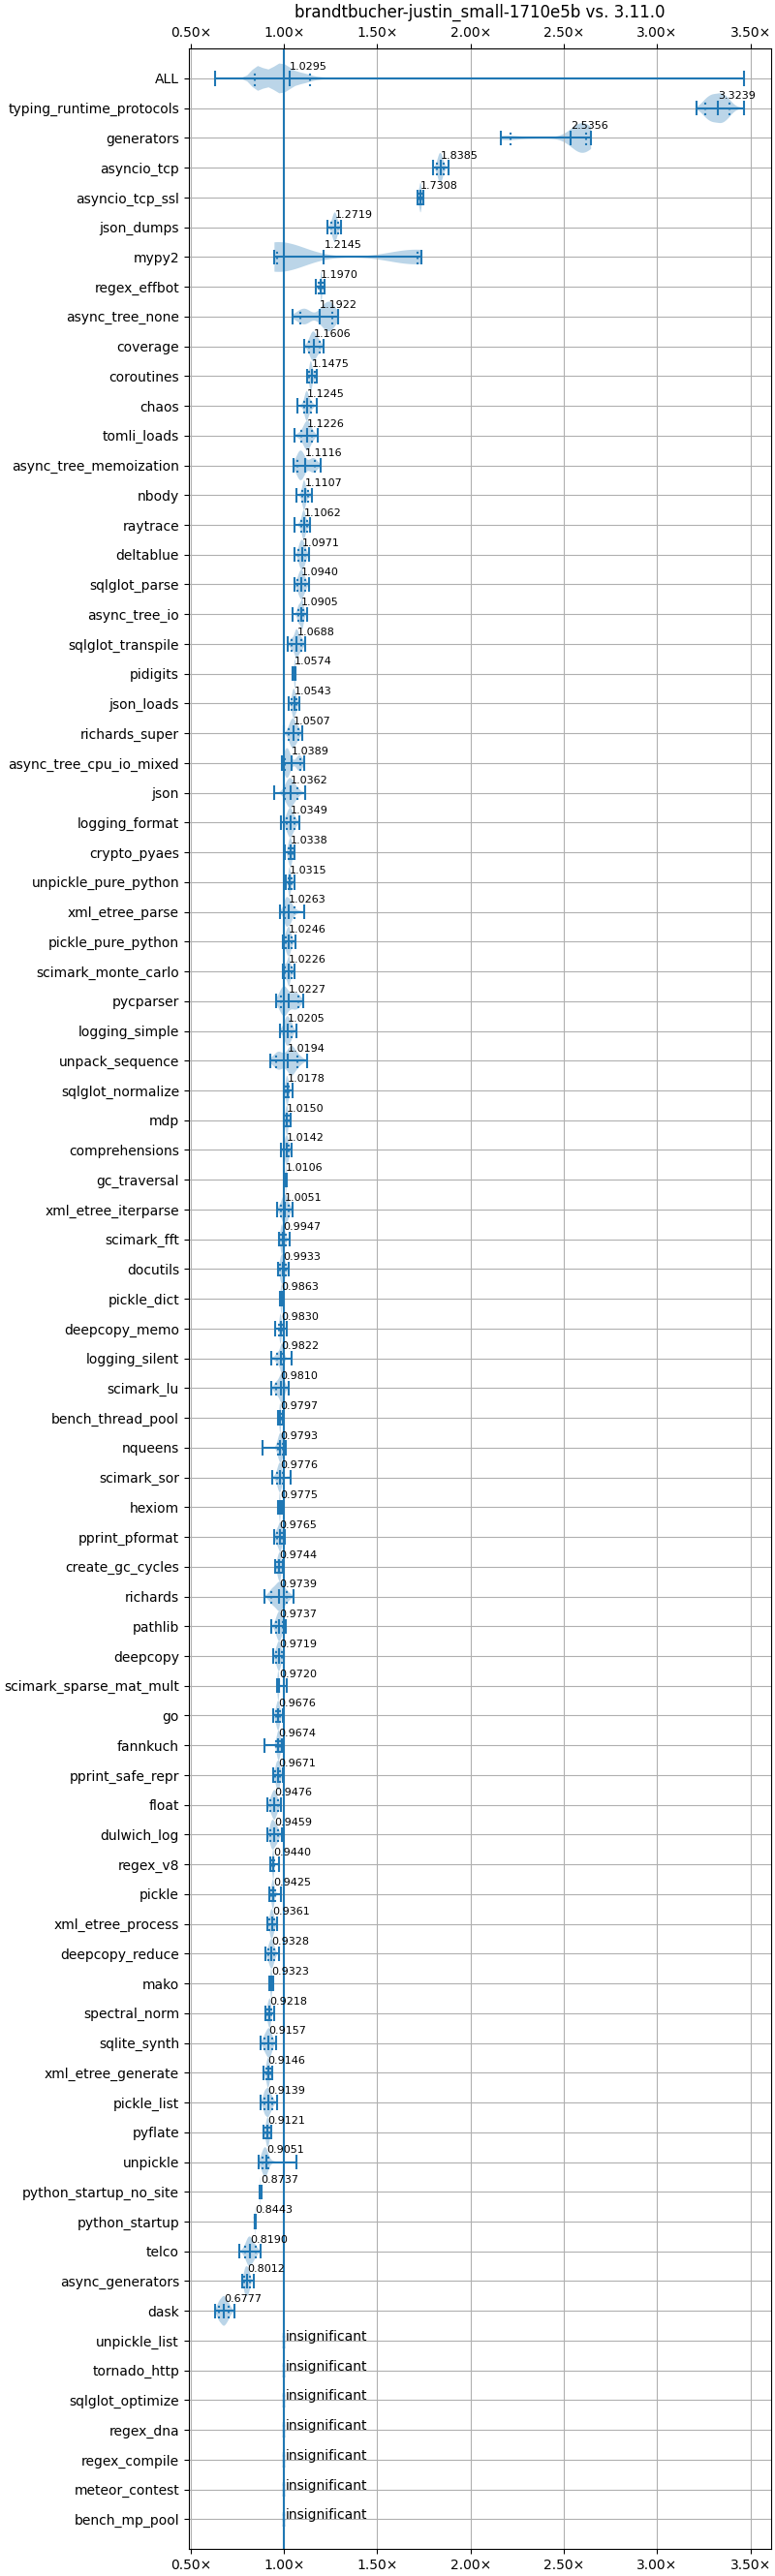 brandtbucher-justin_small-1710e5b vs. 3.11.0
0.50× 1.00× 1.50× 2.00× 2.50× 3.00× 3.50×
ALL 1.0295
typing_runtime_protocols 3.3239
generators 2.5356
asyncio_tcp 1.8385
asyncio_tcp_ssl 1.7308
json_dumps 1.2719
mypy2 1.2145
regex_effbot 1.1970
async_tree_none 1.1922
coverage 1.1606
coroutines 1.1475
chaos 1.1245
tomli_loads 1.1226
async_tree_memoization 1.1116
nbody 1.1107
raytrace 1.1062
deltablue 1.0971
sqlglot_parse 1.0940
async_tree_io 1.0905
sqlglot_transpile 1.0688
pidigits 1.0574
json_loads 1.0543
richards_super 1.0507
async_tree_cpu_io_mixed 1.0389
json 1.0362
logging_format 1.0349
crypto_pyaes 1.0338
unpickle_pure_python 1.0315
xml_etree_parse 1.0263
pickle_pure_python 1.0246
scimark_monte_carlo 1.0226
pycparser 1.0227
logging_simple 1.0205
unpack_sequence 1.0194
sqlglot_normalize 1.0178
mdp 1.0150
comprehensions 1.0142
gc_traversal 1.0106
xml_etree_iterparse 1.0051
scimark_fft 0.9947
docutils 0.9933
pickle_dict 0.9863
deepcopy_memo 0.9830
logging_silent 0.9822
scimark_lu 0.9810
bench_thread_pool 0.9797
nqueens 0.9793
scimark_sor 0.9776
hexiom 0.9775
pprint_pformat 0.9765
create_gc_cycles 0.9744
richards 0.9739
pathlib 0.9737
deepcopy 0.9719
scimark_sparse_mat_mult 0.9720
go 0.9676
fannkuch 0.9674
pprint_safe_repr 0.9671
float 0.9476
dulwich_log 0.9459
regex_v8 0.9440
pickle 0.9425
xml_etree_process 0.9361
deepcopy_reduce 0.9328
mako 0.9323
spectral_norm 0.9218
sqlite_synth 0.9157
xml_etree_generate 0.9146
pickle_list 0.9139
pyflate 0.9121
unpickle 0.9051
python_startup_no_site 0.8737
python_startup 0.8443
telco 0.8190
async_generators 0.8012
dask 0.6777
unpickle_list insignificant
tornado_http insignificant
sqlglot_optimize insignificant
regex_dna insignificant
regex_compile insignificant
meteor_contest insignificant
bench_mp_pool insignificant
0.50× 1.00× 1.50× 2.00× 2.50× 3.00× 3.50×